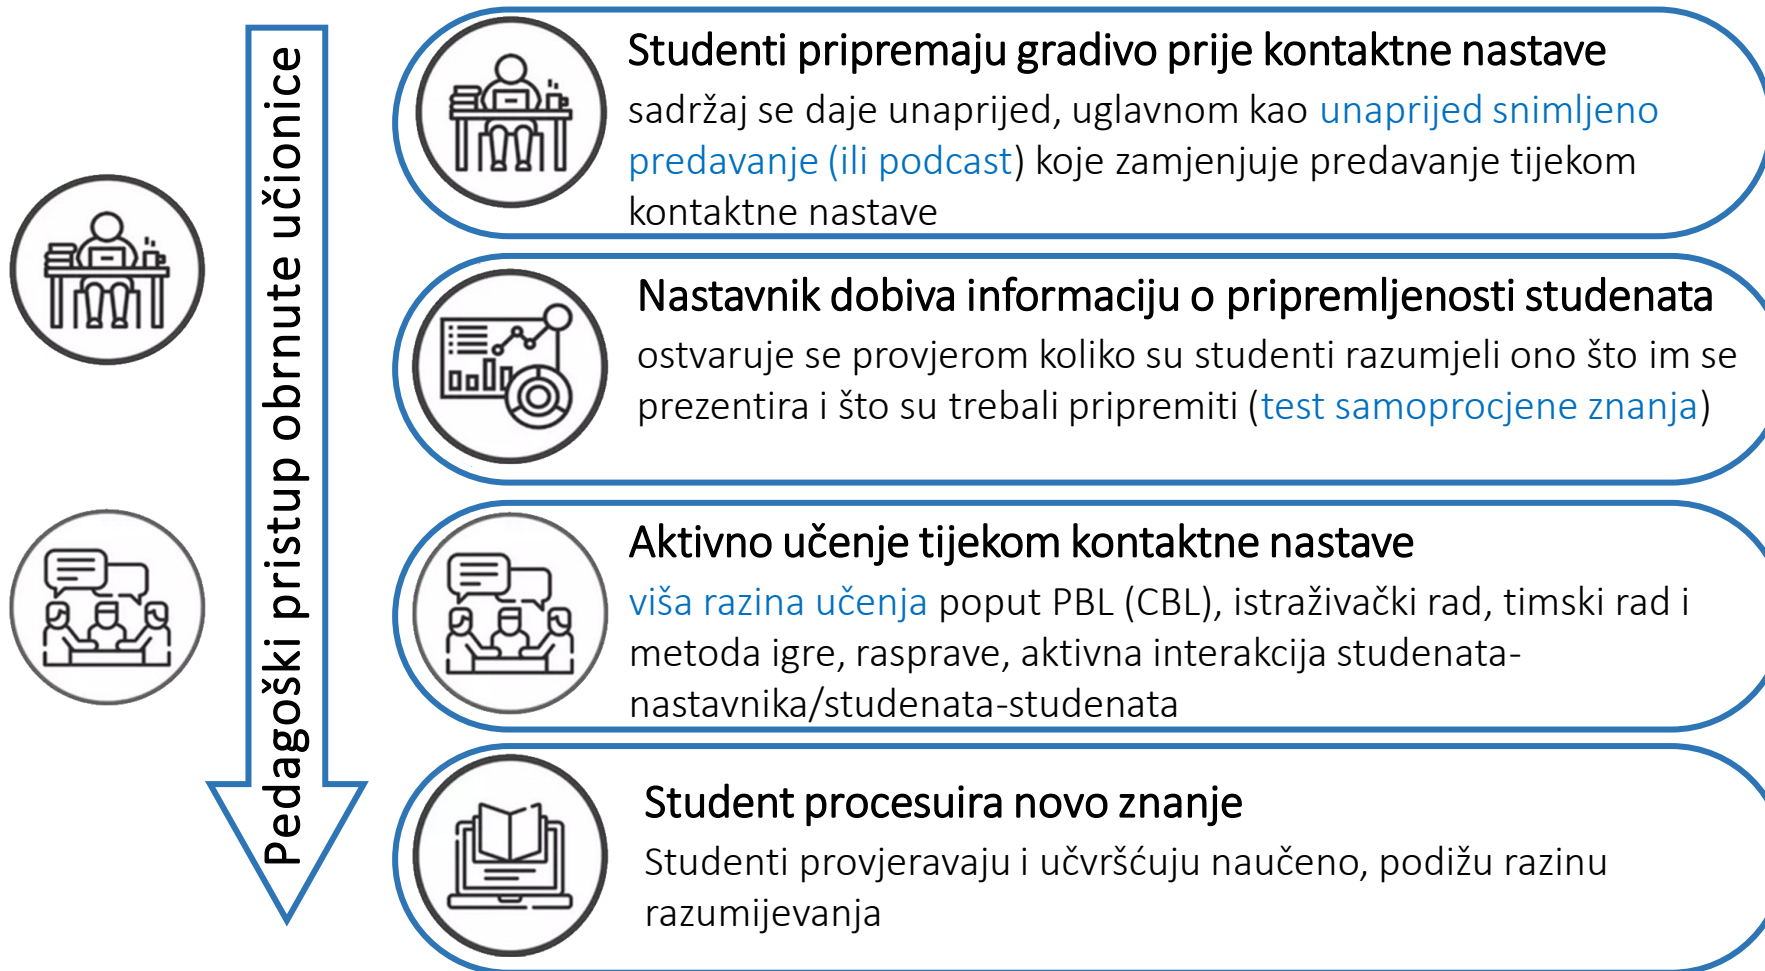 Pedagoški pristup obrnute učionice
Studenti pripremaju gradivo prije kontaktne nastave
sadržaj se daje unaprijed, uglavnom kao unaprijed snimljeno
predavanje (ili podcast) koje zamjenjuje predavanje tijekom
kontaktne nastave
Nastavnik dobiva informaciju o pripremljenosti studenata
ostvaruje se provjerom koliko su studenti razumjeli ono što im se
prezentira i što su trebali pripremiti (test samoprocjene znanja)
Aktivno učenje tijekom kontaktne nastave
viša razina učenja poput PBL (CBL), istraživački rad, timski rad i
metoda igre, rasprave, aktivna interakcija studenata-
nastavnika/studenata-studenata
Student procesuira novo znanje
Studenti provjeravaju i učvršćuju naučeno, podižu razinu
razumijevanja